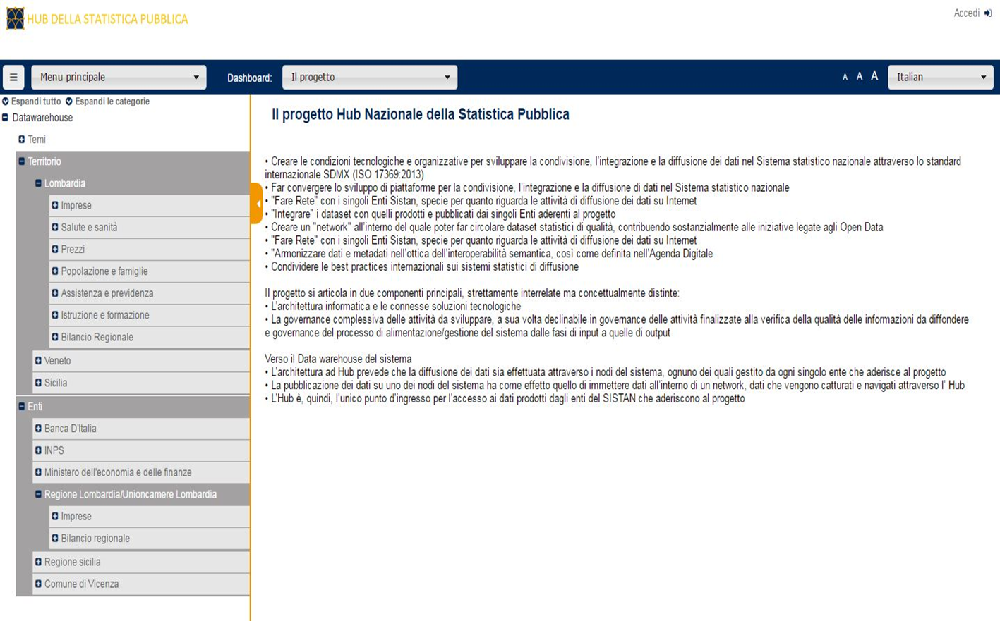 HUB DELLA STATISTICA PUBBLICA
Accedi
Menu principale
Dashboard:
Il progetto
A A A
Italian
Espandi tutto Espandi le categorie
Datawarehouse
Temi
Territorio
Lombardia
Imprese
Salute e sanità
Prezzi
Popolazione e famiglie
Assistenza e previdenza
Istruzione e formazione
Bilancio Regionale
Veneto
Sicilia
Enti
Banca D'Italia
INPS
Ministero dell'economia e delle finanze
Regione Lombardia/Unioncamere Lombardia
Imprese
Bilancio regionale
Regione sicilia
Comune di Vicenza
Il progetto Hub Nazionale della Statistica Pubblica
• Creare le condizioni tecnologiche e organizzative per sviluppare la condivisione, l'integrazione e la diffusione dei dati nel Sistema statistico nazionale attraverso lo standard
internazionale SDMX (ISO 17369:2013)
• Far convergere lo sviluppo di piattaforme per la condivisione, l'integrazione e la diffusione di dati nel Sistema statistico nazionale
• "Fare Rete" con i singoli Enti Sistan, specie per quanto riguarda le attività di diffusione dei dati su Internet
• "Integrare" i dataset con quelli prodotti e pubblicati dai singoli Enti aderenti al progetto
• Creare un "network" all'interno del quale poter far circolare dataset statistici di qualità, contribuendo sostanzialmente alle iniziative legate agli Open Data
• "Fare Rete" con i singoli Enti Sistan, specie per quanto riguarda le attività di diffusione dei dati su Internet
• "Armonizzare dati e metadati nell'ottica dell'interoperabilità semantica, così come definita nell'Agenda Digitale
• Condividere le best practices internazionali sui sistemi statistici di diffusione
Il progetto si articola in due componenti principali, strettamente interrelate ma concettualmente distinte:
• L'architettura informatica e le connesse soluzioni tecnologiche
• La governance complessiva delle attività da sviluppare, a sua volta declinabile in governance delle attività finalizzate alla verifica della qualità delle informazioni da diffondere
e governance del processo di alimentazione/gestione del sistema dalle fasi di input a quelle di output
Verso il Data warehouse del sistema
• L'architettura ad Hub prevede che la diffusione dei dati sia effettuata attraverso i nodi del sistema, ognuno dei quali gestito da ogni singolo ente che aderisce al progetto
• La pubblicazione dei dati su uno dei nodi del sistema ha come effetto quello di immettere dati all'interno di un network, dati che vengono catturati e navigati attraverso l' Hub
• L'Hub è, quindi, l'unico punto d'ingresso per l'accesso ai dati prodotti dagli enti del SISTAN che aderiscono al progetto